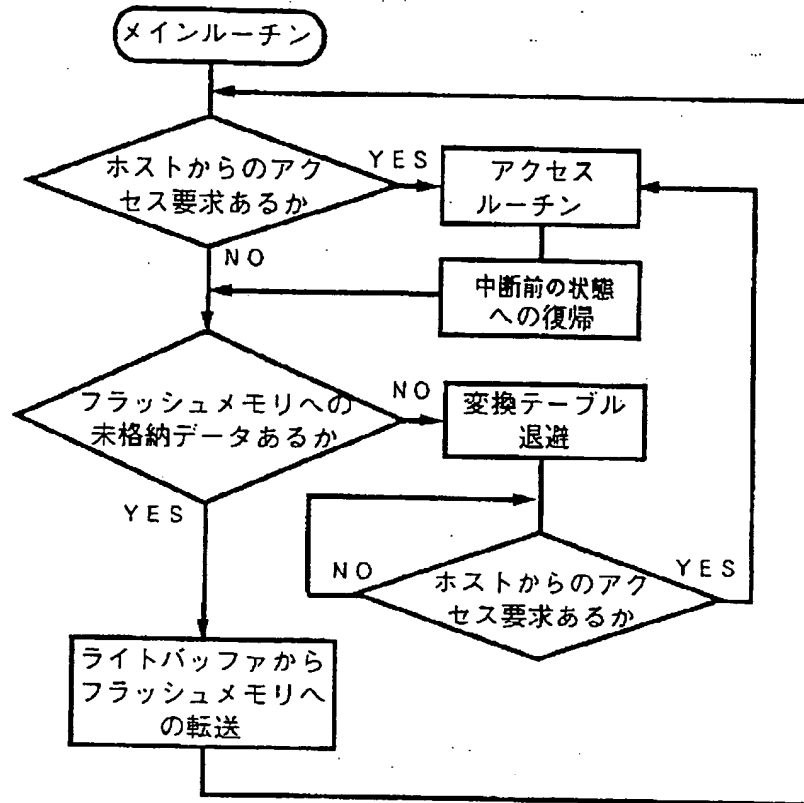 メインルーチン
ホストからのアク
セス要求あるか
YES
アクセス
ルーチン
NO
中断前の状態
への復帰
フラッシュメモリへの
未格納データあるか
NO
変換テーブル
退避
YES
NO
ホストからのアク
セス要求あるか
YES
ライトバッファから
フラッシュメモリへ
の転送